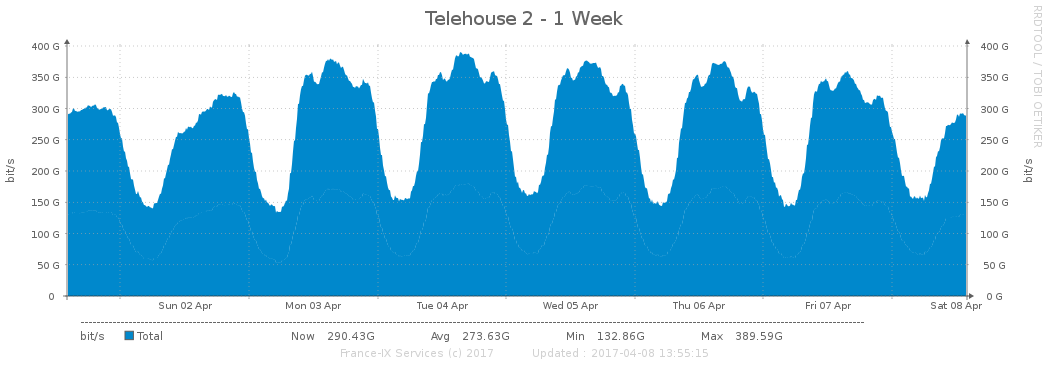 Telehouse 2 - 1 Week
RRDTOOL / TOBI OETIKER
400 G 400 G
350 G 350 G
300 G 300 G
250 G 250 G
200 G 200 G
150 G 150 G
100 G 100 G
50 G 50 G
0 0 G
bit/s
bit/s
Sun 02 Apr Mon 03 Apr Tue 04 Apr Wed 05 Apr Thu 06 Apr Fri 07 Apr Sat 08 Apr
bit/s Total Now 290.43G Avg 273.63G Min 132.86G Max 389.59G
France-IX Services (c) 2017 Updated : 2017-04-08 13:55:15